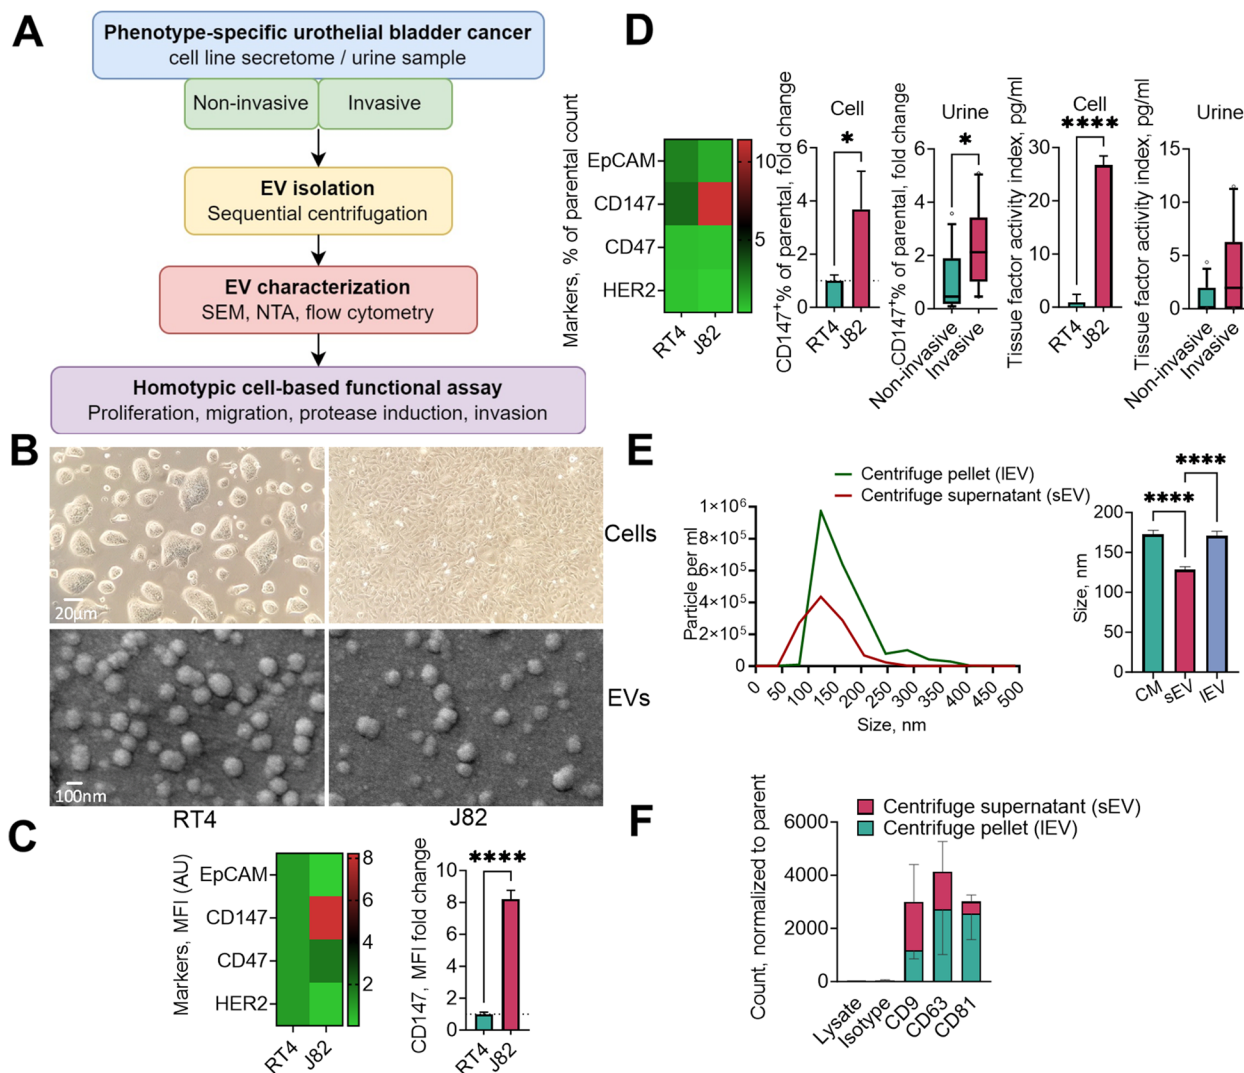 A
Phenotype-specific urothelial bladder cancer
cell line secretome / urine sample
Non-invasive
Invasive
EV isolation
Sequential centrifugation
EV characterization
SEM, NTA, flow cytometry
Homotypic cell-based functional assay
Proliferation, migration, protease induction, invasion
B
Cells
20µm
EVs
100nm
RT4
J82
C
Markers, MFI (AU)
EpCAM
CD147
CD47
HER2
RT4
J82
8
6
4
2
CD147, MFI fold change
****
10
8
6
4
2
0
RT4
J82
D
Markers, % of parental count
EpCAM
CD147
CD47
HER2
RT4
J82
10
5
CD147+% of parental, fold change
Cell
*
6
4
2
0
RT4
J82
CD147+% of parental, fold change
Urine
*
6
4
2
0
Non-invasive
Invasive
Tissue factor activity index, pg/ml
Cell
****
30
20
10
0
RT4
J82
Tissue factor activity index, pg/ml
Urine
15
10
5
0
Non-invasive
Invasive
E
Centrifuge pellet (lEV)
Centrifuge supernatant (sEV)
Particle per ml
1×10⁶
8×10⁵
6×10⁵
4×10⁵
2×10⁵
0
0
50
100
150
200
250
300
350
400
450
500
Size, nm
Size, nm
****
****
200
150
100
50
0
CM
sEV
lEV
F
Centrifuge supernatant (sEV)
Centrifuge pellet (lEV)
Count, normalized to parent
6000
4000
2000
0
Lysate
Isotype
CD9
CD63
CD81